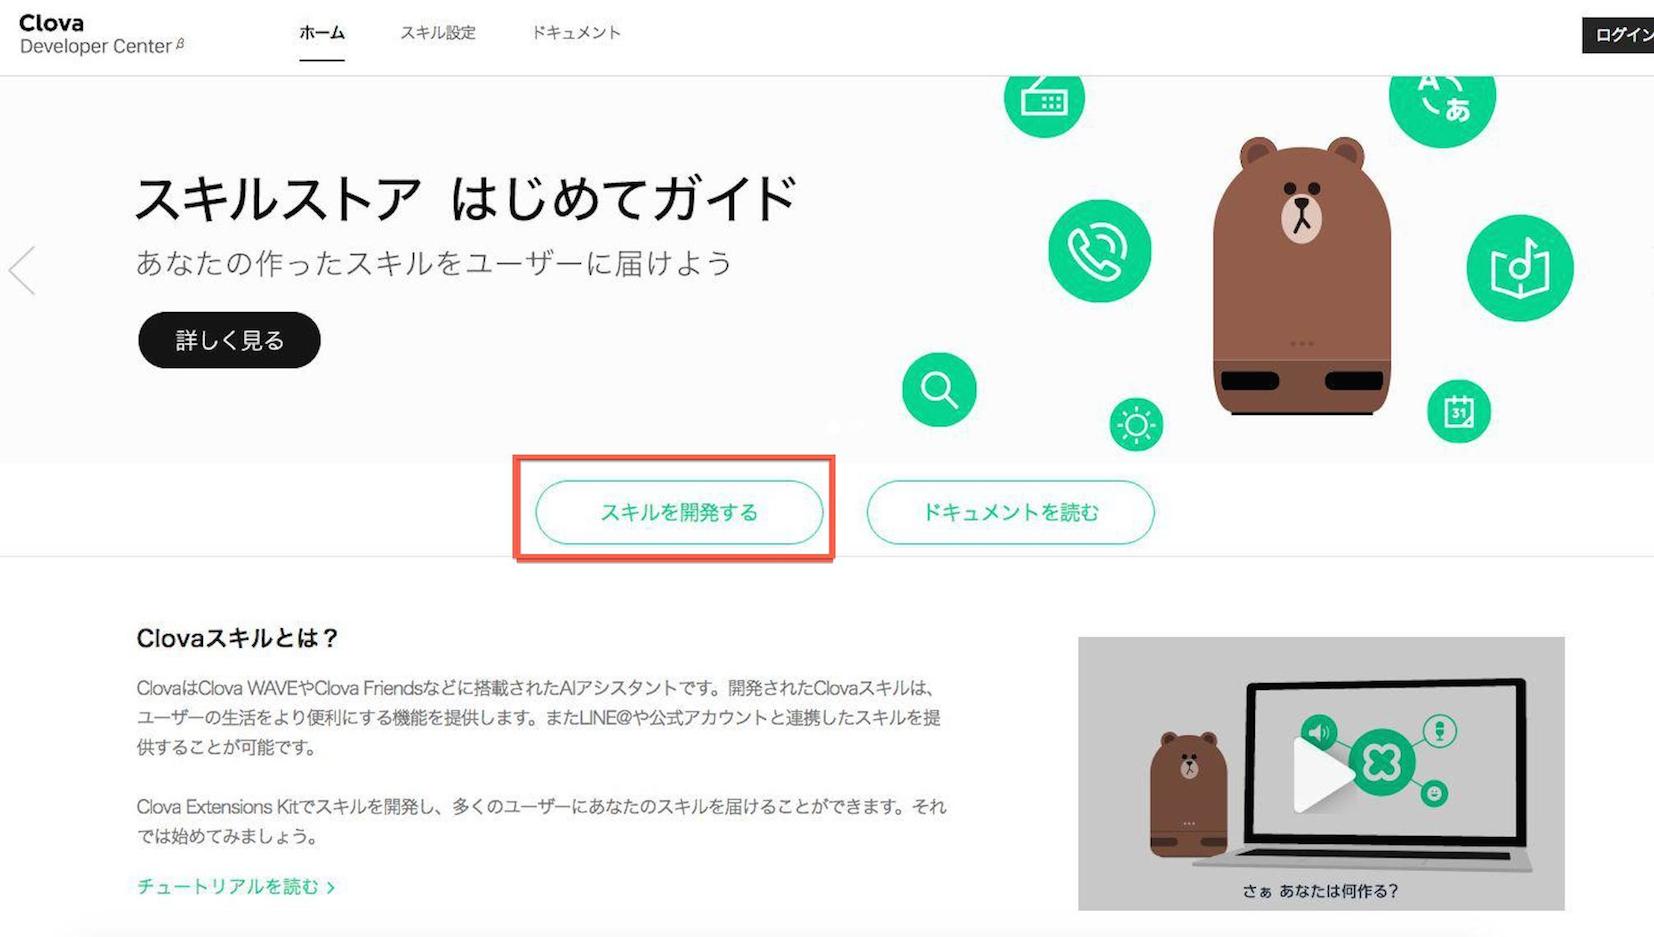 Clova
Developer Center β
ホーム
スキル設定
ドキュメント
ログイン
スキルストア はじめてガイド
あなたの作ったスキルをユーザーに届けよう
詳しく見る
A
あ
31
スキルを開発する
ドキュメントを読む
Clovaスキルとは？
ClovaはClova WAVEやClova Friendsなどに搭載されたAIアシスタントです。開発されたClovaスキルは、
ユーザーの生活をより便利にする機能を提供します。またLINE@や公式アカウントと連携したスキルを提
供することが可能です。
Clova Extensions Kitでスキルを開発し、多くのユーザーにあなたのスキルを届けることができます。それ
では始めてみましょう。
チュートリアルを読む
さぁ あなたは何作る?